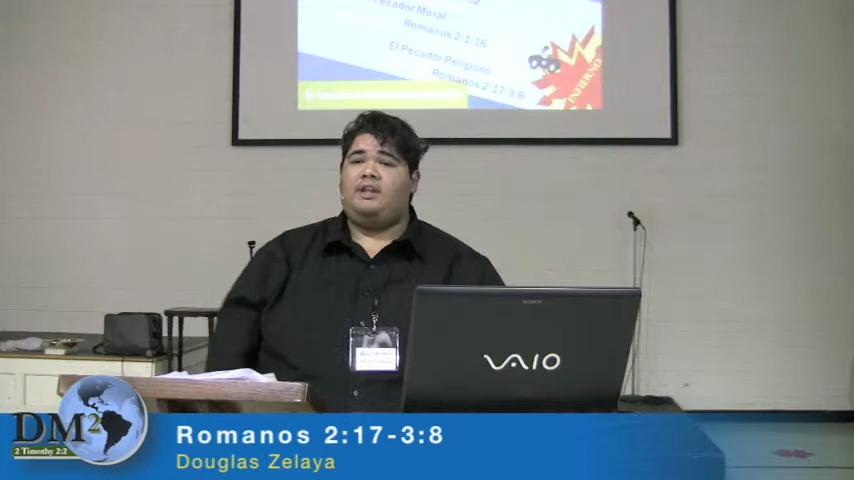 Pecador Moral
Romanos 2:1-16
El Pecador Religioso
Romanos 2:17-3:8
INFIERNO
SONY
VAIO
DM2
2 Timothy 2:2
Romanos 2:17-3:8
Douglas Zelaya